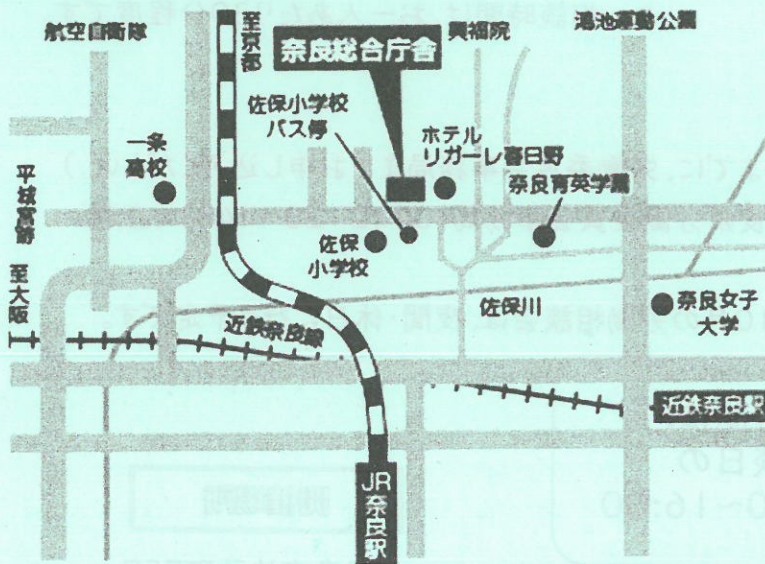 航空自衛隊
至京都
興福院
鴻池運動公園
奈良総合庁舎
佐保小学校
バス停
一条
高校
ホテル
リガーレ春日野
奈良育英学園
平城宮跡
至大阪
佐保
小学校
佐保川
奈良女子
大学
近鉄奈良線
近鉄奈良駅
JR
奈良駅